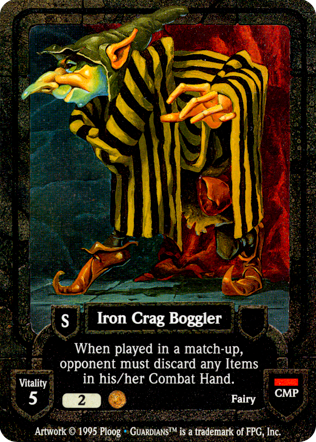 S Iron Crag Boggler
When played in a match-up,
opponent must discard any Items
in his/her Combat Hand.
Vitality
5
2
Fairy
CMP
Artwork © 1995 Ploog - GUARDIANS™ is a trademark of FPG, Inc.